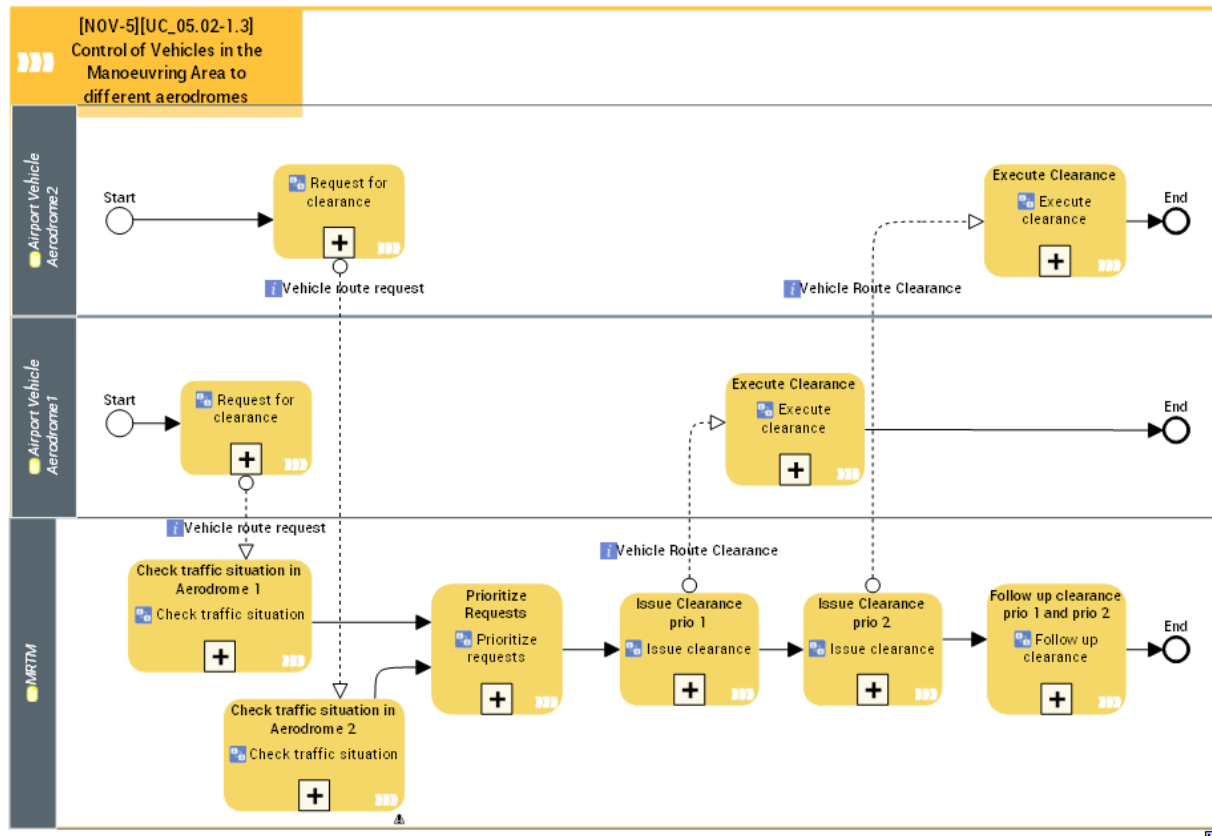 [NOV-5][UC_05.02-1.3]
Control of Vehicles in the
Manoeuvring Area to
different aerodromes
Airport Vehicle
Aerodrome2
Start
Request for
clearance
i Vehicle route request
Execute Clearance
Execute
clearance
End
i Vehicle Route Clearance
Airport Vehicle
Aerodrome1
Start
Request for
clearance
i Vehicle route request
Execute Clearance
Execute
clearance
End
i Vehicle Route Clearance
MRTM
Check traffic situation in
Aerodrome 1
Check traffic situation
Check traffic situation in
Aerodrome 2
Check traffic situation
Prioritize
Requests
Prioritize
requests
Issue Clearance
prio 1
Issue clearance
Issue Clearance
prio 2
Issue clearance
Follow up clearance
prio 1 and prio 2
Follow up
clearance
End